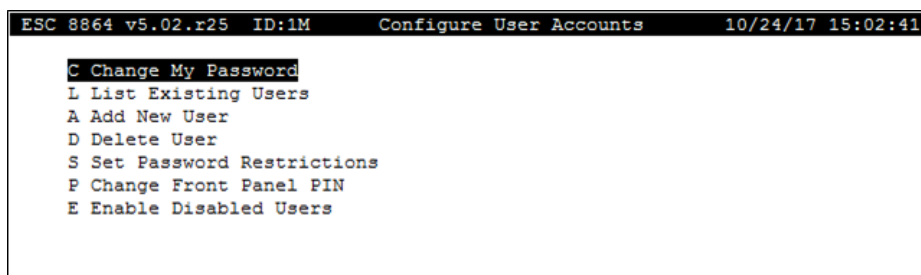 ESC 8864 v5.02.r25 ID:1M Configure User Accounts 10/24/17 15:02:41
C Change My Password
L List Existing Users
A Add New User
D Delete User
S Set Password Restrictions
P Change Front Panel PIN
E Enable Disabled Users